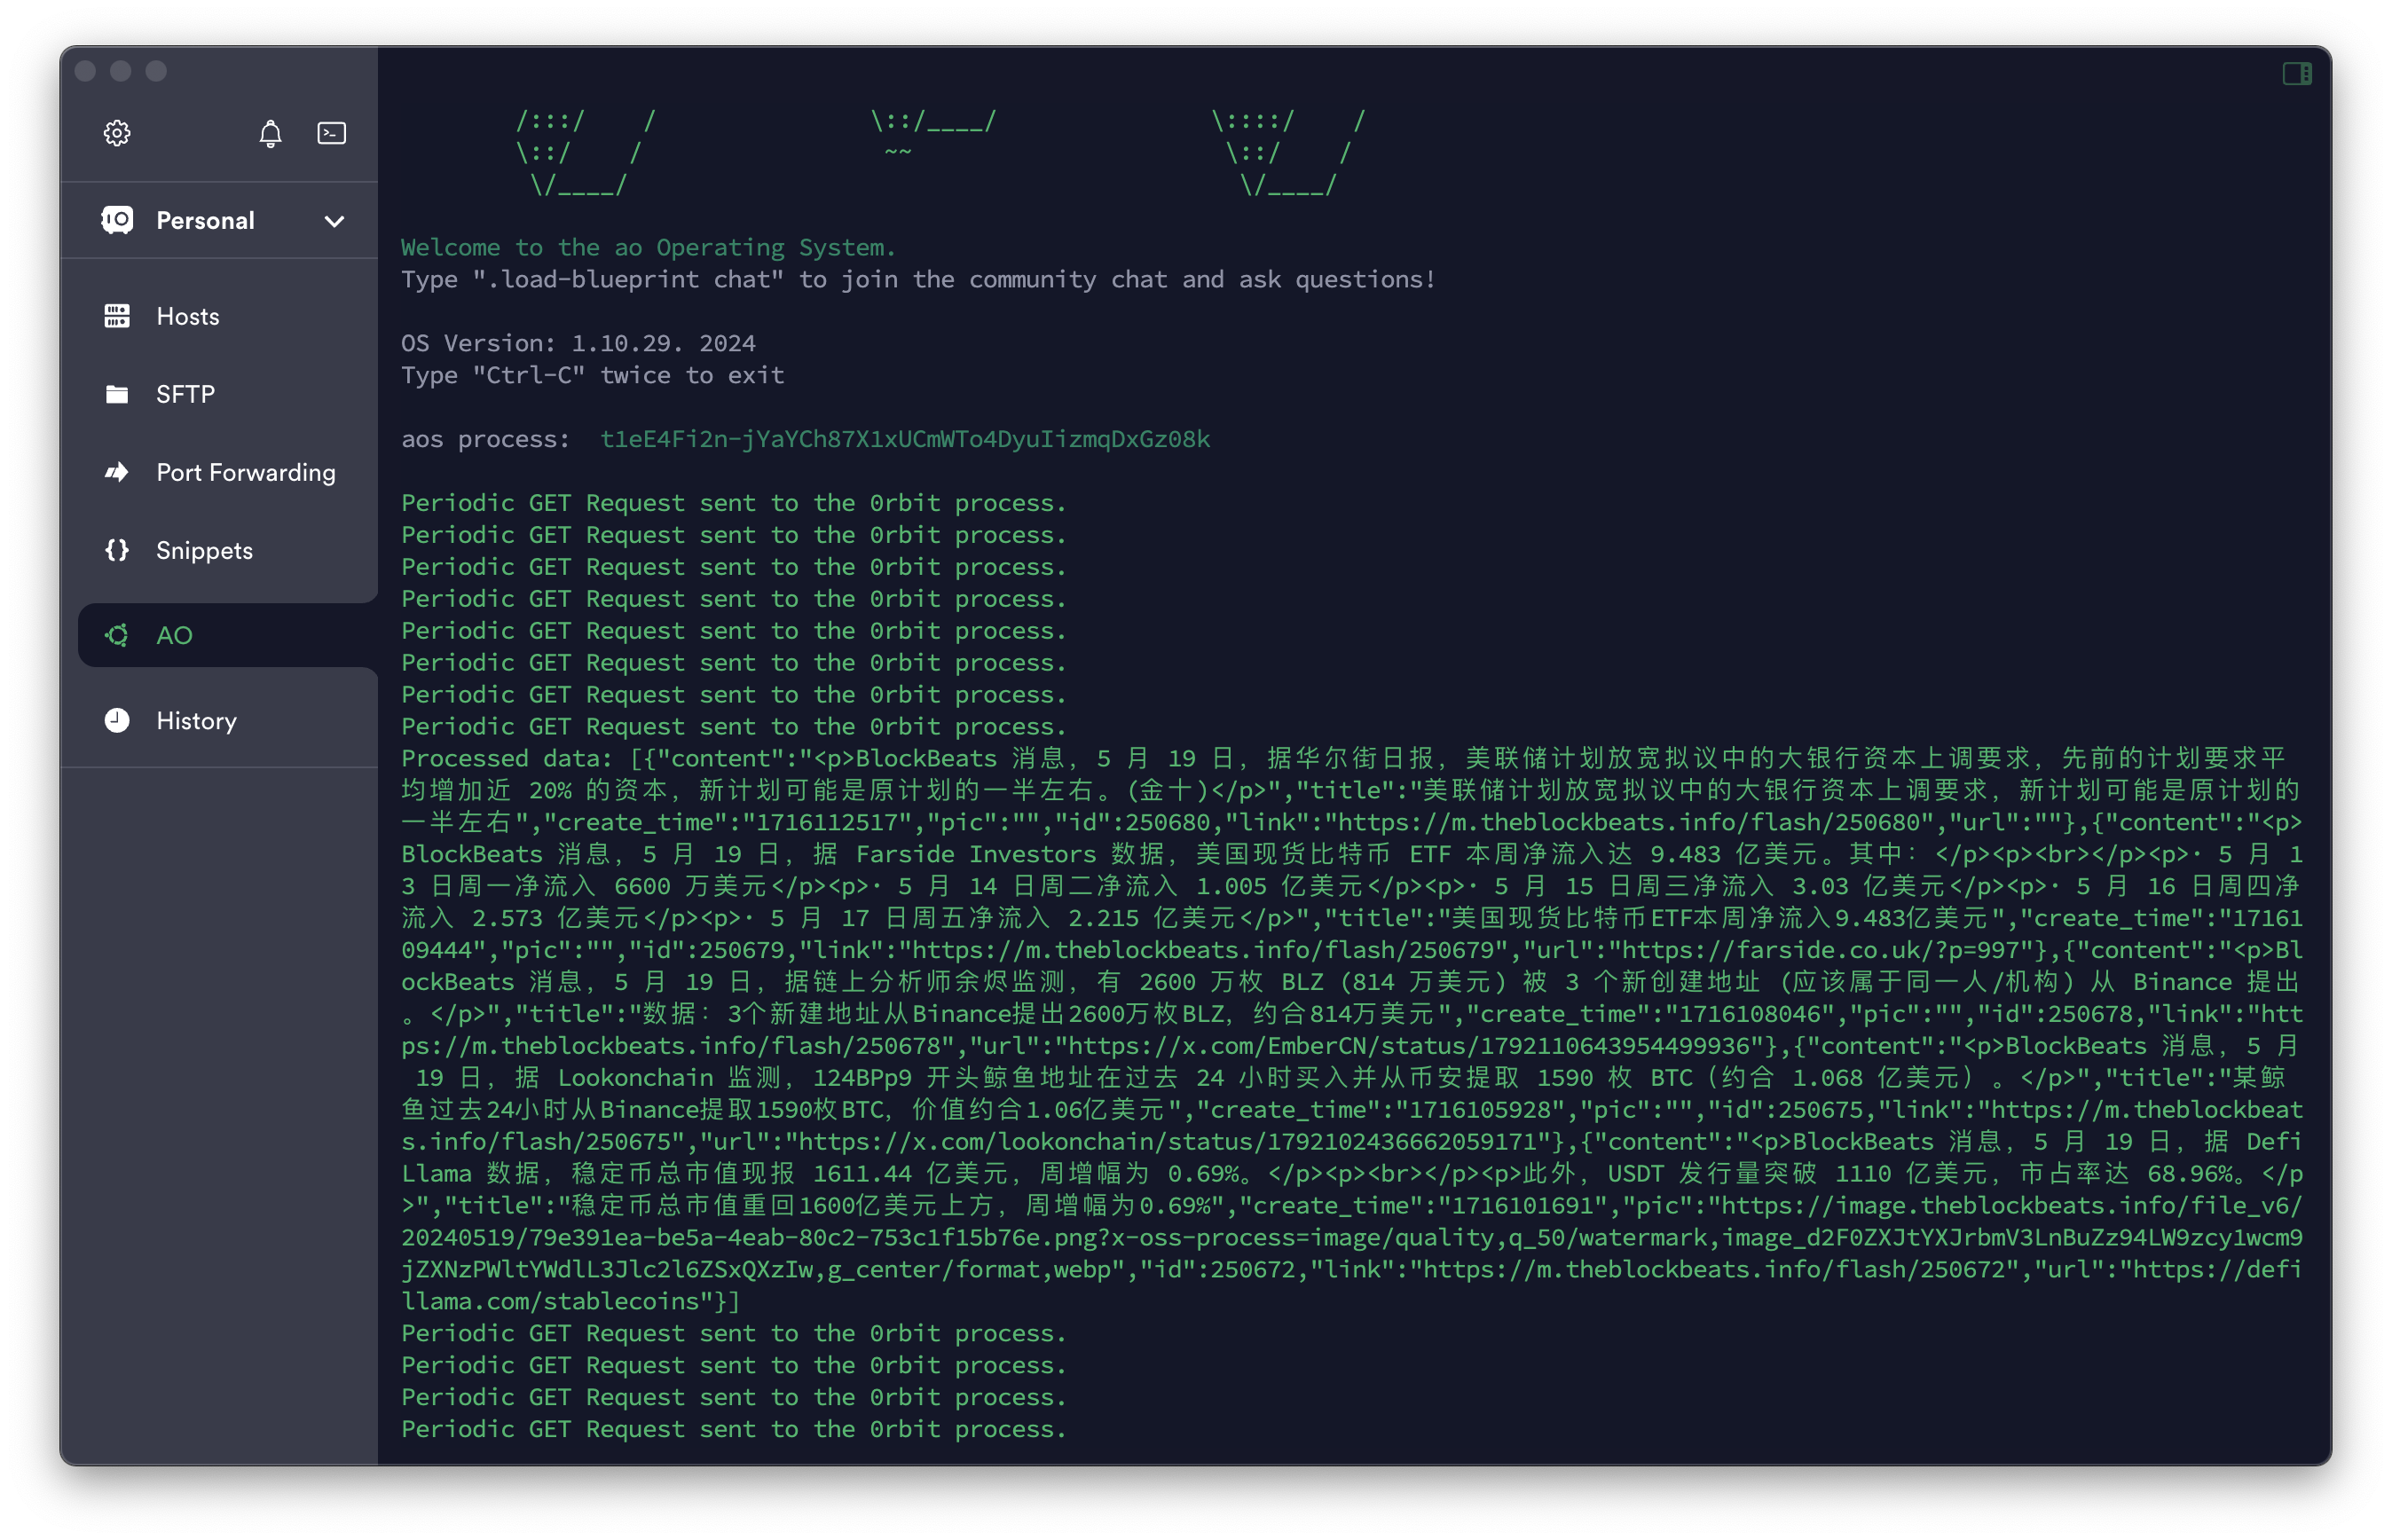 Personal
Hosts
SFTP
Port Forwarding
Snippets
AO
History
/:::/    /               \::/____/               \::::/    /
\::/    /                 ~~                      \::/    /
 \/____/                                           \/____/
Welcome to the ao Operating System.
Type ".load-blueprint chat" to join the community chat and ask questions!
OS Version: 1.10.29. 2024
Type "Ctrl-C" twice to exit
aos process:  t1eE4Fi2n-jYaYCh87X1xUCmWTo4DyuIizmqDxGz08k
Periodic GET Request sent to the 0rbit process.
Periodic GET Request sent to the 0rbit process.
Periodic GET Request sent to the 0rbit process.
Periodic GET Request sent to the 0rbit process.
Periodic GET Request sent to the 0rbit process.
Periodic GET Request sent to the 0rbit process.
Periodic GET Request sent to the 0rbit process.
Periodic GET Request sent to the 0rbit process.
Processed data: [{"content":"<p>BlockBeats 消息，5 月 19 日，据华尔街日报，美联储计划放宽拟议中的大银行资本上调要求，先前的计划要求平
均增加近 20% 的资本，新计划可能是原计划的一半左右。(金十)</p>","title":"美联储计划放宽拟议中的大银行资本上调要求，新计划可能是原计划的
一半左右","create_time":"1716112517","pic":"","id":250680,"link":"https://m.theblockbeats.info/flash/250680","url":""},{"content":"<p>
BlockBeats 消息，5 月 19 日，据 Farside Investors 数据，美国现货比特币 ETF 本周净流入达 9.483 亿美元。其中：</p><p><br></p><p>· 5 月 1
3 日周一净流入 6600 万美元</p><p>· 5 月 14 日周二净流入 1.005 亿美元</p><p>· 5 月 15 日周三净流入 3.03 亿美元</p><p>· 5 月 16 日周四净
流入 2.573 亿美元</p><p>· 5 月 17 日周五净流入 2.215 亿美元</p>","title":"美国现货比特币ETF本周净流入9.483亿美元","create_time":"17161
09444","pic":"","id":250679,"link":"https://m.theblockbeats.info/flash/250679","url":"https://farside.co.uk/?p=997"},{"content":"<p>Bl
ockBeats 消息，5 月 19 日，据链上分析师余烬监测，有 2600 万枚 BLZ (814 万美元) 被 3 个新创建地址 (应该属于同一人/机构) 从 Binance 提出
。</p>","title":"数据：3个新建地址从Binance提出2600万枚BLZ，约合814万美元","create_time":"1716108046","pic":"","id":250678,"link":"htt
ps://m.theblockbeats.info/flash/250678","url":"https://x.com/EmberCN/status/1792110643954499936"},{"content":"<p>BlockBeats 消息，5 月
 19 日，据 Lookonchain 监测，124BPp9 开头鲸鱼地址在过去 24 小时买入并从币安提取 1590 枚 BTC（约合 1.068 亿美元）。</p>","title":"某鲸
鱼过去24小时从Binance提取1590枚BTC，价值约合1.06亿美元","create_time":"1716105928","pic":"","id":250675,"link":"https://m.theblockbeat
s.info/flash/250675","url":"https://x.com/lookonchain/status/1792102436662059171"},{"content":"<p>BlockBeats 消息，5 月 19 日，据 Defi
Llama 数据，稳定币总市值现报 1611.44 亿美元，周增幅为 0.69%。</p><p><br></p><p>此外，USDT 发行量突破 1110 亿美元，市占率达 68.96%。</p
>","title":"稳定币总市值重回1600亿美元上方，周增幅为0.69%","create_time":"1716101691","pic":"https://image.theblockbeats.info/file_v6/
20240519/79e391ea-be5a-4eab-80c2-753c1f15b76e.png?x-oss-process=image/quality,q_50/watermark,image_d2F0ZXJtYXJrbmV3LnBuZz94LW9zcy1wcm9
jZXNzPWltYWdlL3Jlc2l6ZSxQXzIw,g_center/format,webp","id":250672,"link":"https://m.theblockbeats.info/flash/250672","url":"https://defi
llama.com/stablecoins"}]
Periodic GET Request sent to the 0rbit process.
Periodic GET Request sent to the 0rbit process.
Periodic GET Request sent to the 0rbit process.
Periodic GET Request sent to the 0rbit process.